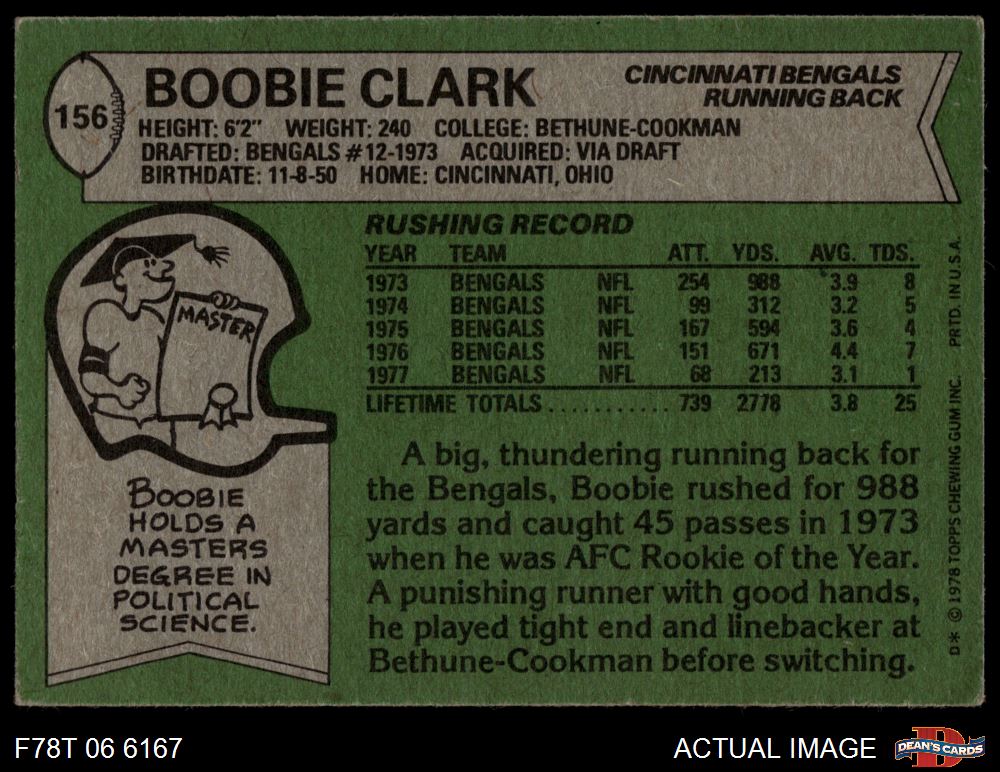 156
BOOBIE CLARK
CINCINNATI BENGALS
RUNNING BACK
HEIGHT: 6'2" WEIGHT: 240 COLLEGE: BETHUNE-COOKMAN
DRAFTED: BENGALS #12-1973 ACQUIRED: VIA DRAFT
BIRTHDATE: 11-8-50 HOME: CINCINNATI, OHIO
MASTER
BOOBIE
HOLDS A
MASTERS
DEGREE IN
POLITICAL
SCIENCE.
RUSHING RECORD
YEAR TEAM ATT. YDS. AVG. TDS.
1973 BENGALS NFL 254 988 3.9 8
1974 BENGALS NFL 99 312 3.2 5
1975 BENGALS NFL 167 594 3.6 4
1976 BENGALS NFL 151 671 4.4 7
1977 BENGALS NFL 68 213 3.1 1
LIFETIME TOTALS........... 739 2778 3.8 25
A big, thundering running back for
the Bengals, Boobie rushed for 988
yards and caught 45 passes in 1973
when he was AFC Rookie of the Year.
A punishing runner with good hands,
he played tight end and linebacker at
Bethune-Cookman before switching.
D* © 1978 TOPPS CHEWING GUM INC. PRTD. IN U.S.A.
F78T 06 6167
ACTUAL IMAGE
D
DEAN'S CARDS